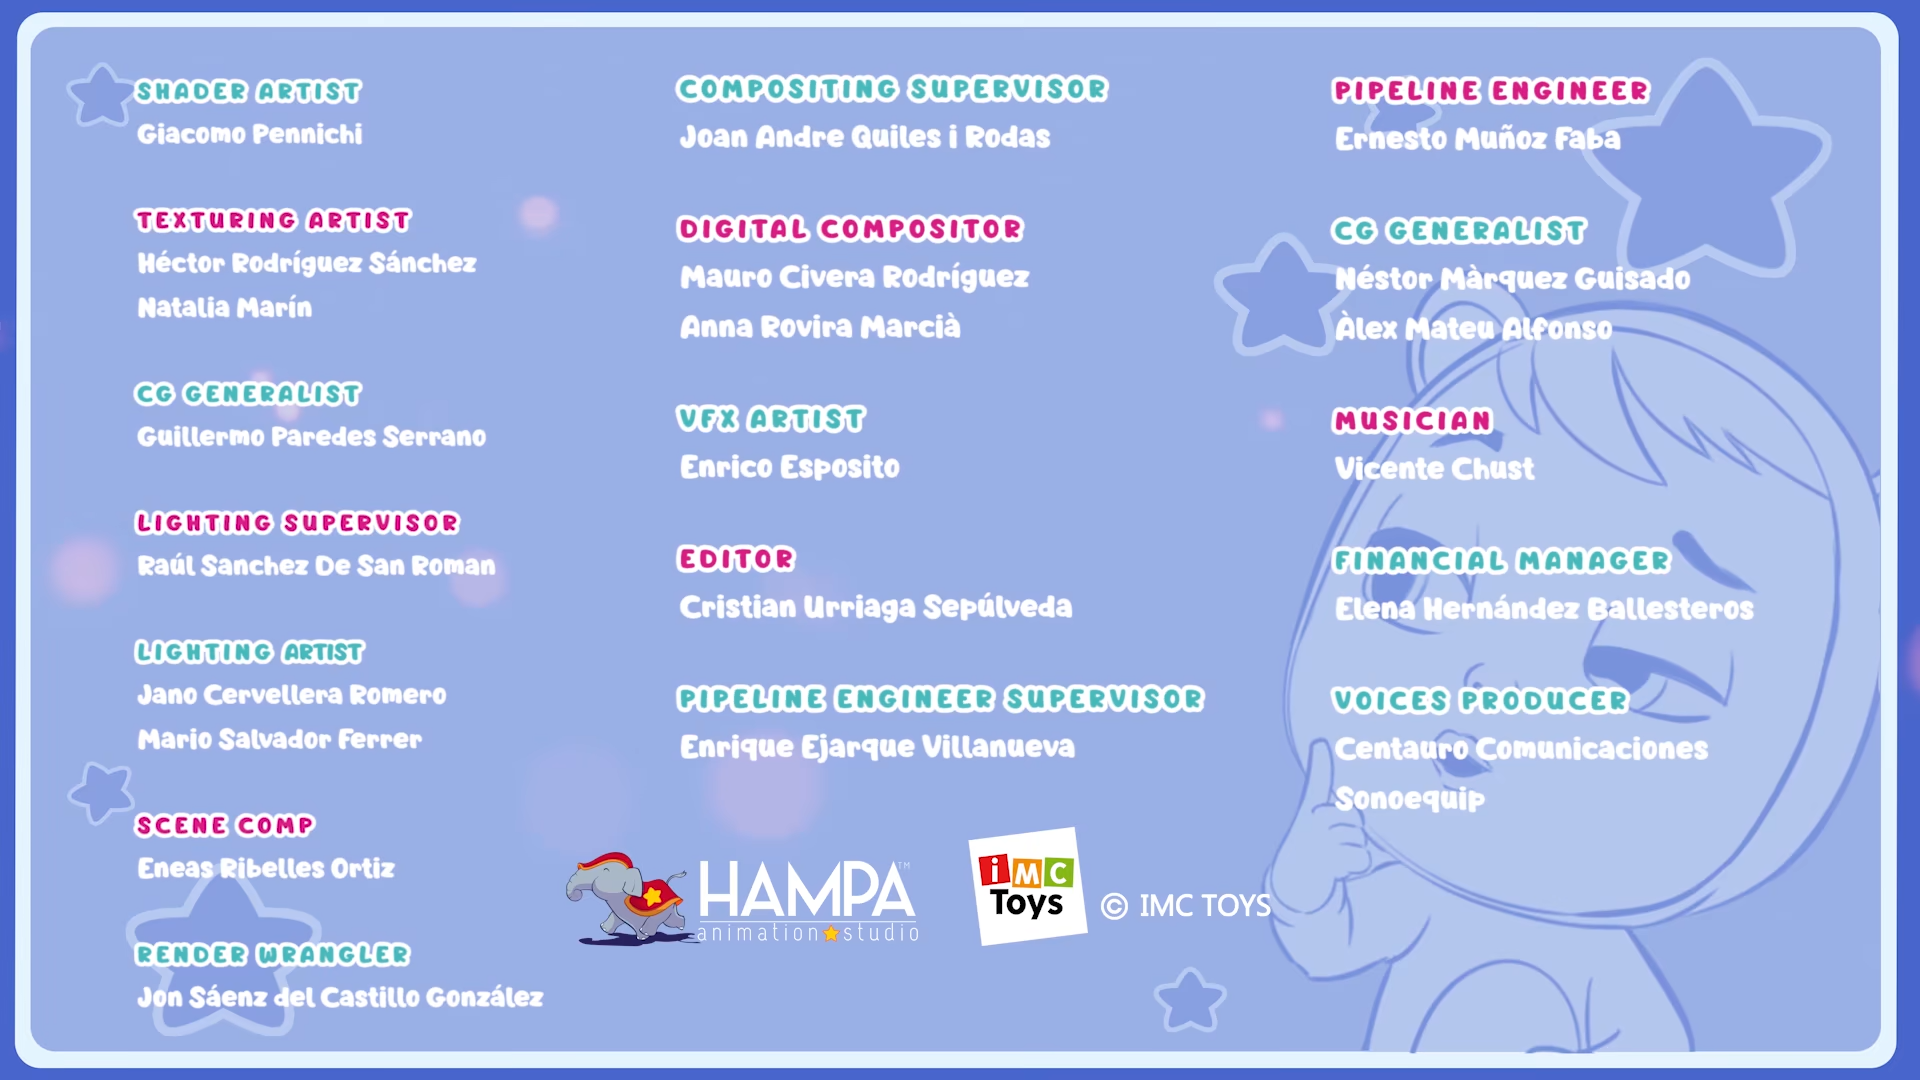 SHADER ARTIST
Giacomo Pennichi
TEXTURING ARTIST
Héctor Rodríguez Sánchez
Natalia Marín
CG GENERALIST
Guillermo Paredes Serrano
LIGHTING SUPERVISOR
Raúl Sanchez De San Roman
LIGHTING ARTIST
Jano Cervellera Romero
Mario Salvador Ferrer
SCENE COMP
Eneas Ribelles Ortiz
RENDER WRANGLER
Jon Sáenz del Castillo González
COMPOSITING SUPERVISOR
Joan Andre Quiles i Rodas
DIGITAL COMPOSITOR
Mauro Civera Rodríguez
Anna Rovira Marcià
VFX ARTIST
Enrico Esposito
EDITOR
Cristian Urriaga Sepúlveda
PIPELINE ENGINEER SUPERVISOR
Enrique Ejarque Villanueva
HAMPA™
animation studio
iMC
Toys
© IMC TOYS
PIPELINE ENGINEER
Ernesto Muñoz Faba
CG GENERALIST
Néstor Màrquez Guisado
Àlex Mateu Alfonso
MUSICIAN
Vicente Chust
FINANCIAL MANAGER
Elena Hernández Ballesteros
VOICES PRODUCER
Centauro Comunicaciones
Sonoequip